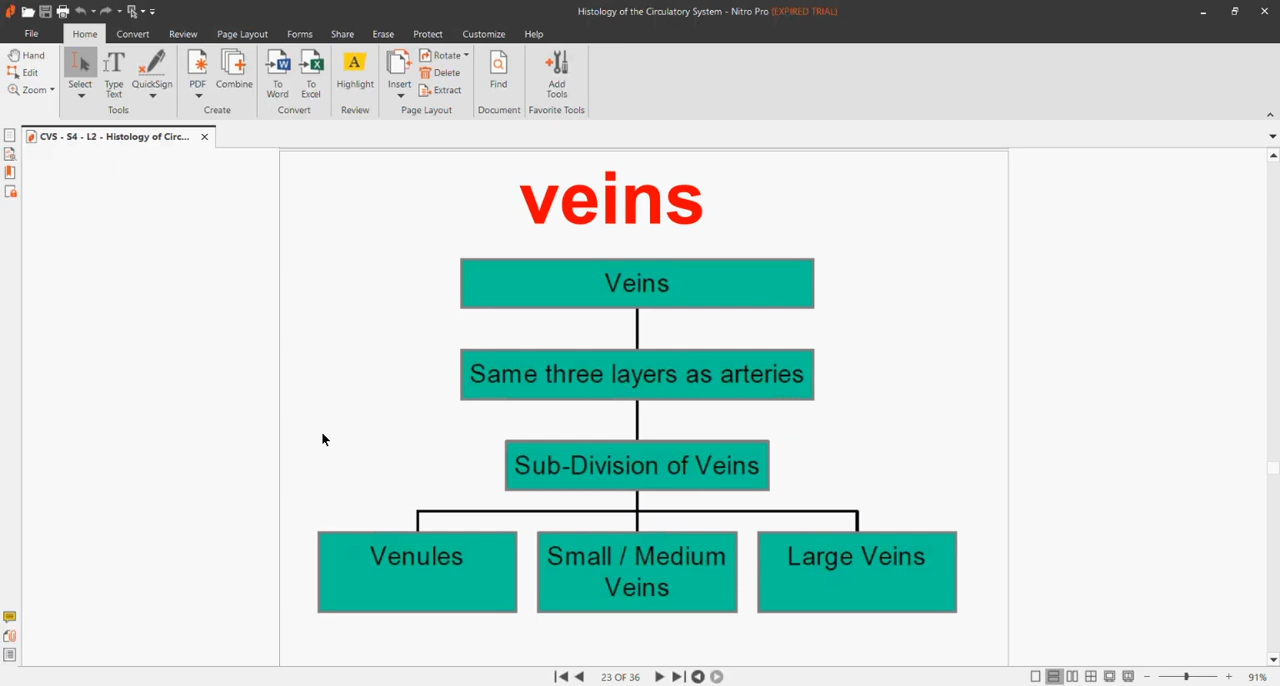 Histology of the Circulatory System - Nitro Pro (EXPIRED TRIAL)
File Home Convert Review Page Layout Forms Share Erase Protect Customize Help
Hand
Edit
Zoom
Select
Type Text
QuickSign
Tools
PDF
Combine
Create
To Word
To Excel
Convert
Highlight
Review
Insert
Rotate
Delete
Extract
Page Layout
Find
Document
Add Tools
Favorite Tools
CVS - S4 - L2 - Histology of Circ...
veins
Veins
Same three layers as arteries
Sub-Division of Veins
Venules
Small / Medium
Veins
Large Veins
23 OF 36
91%